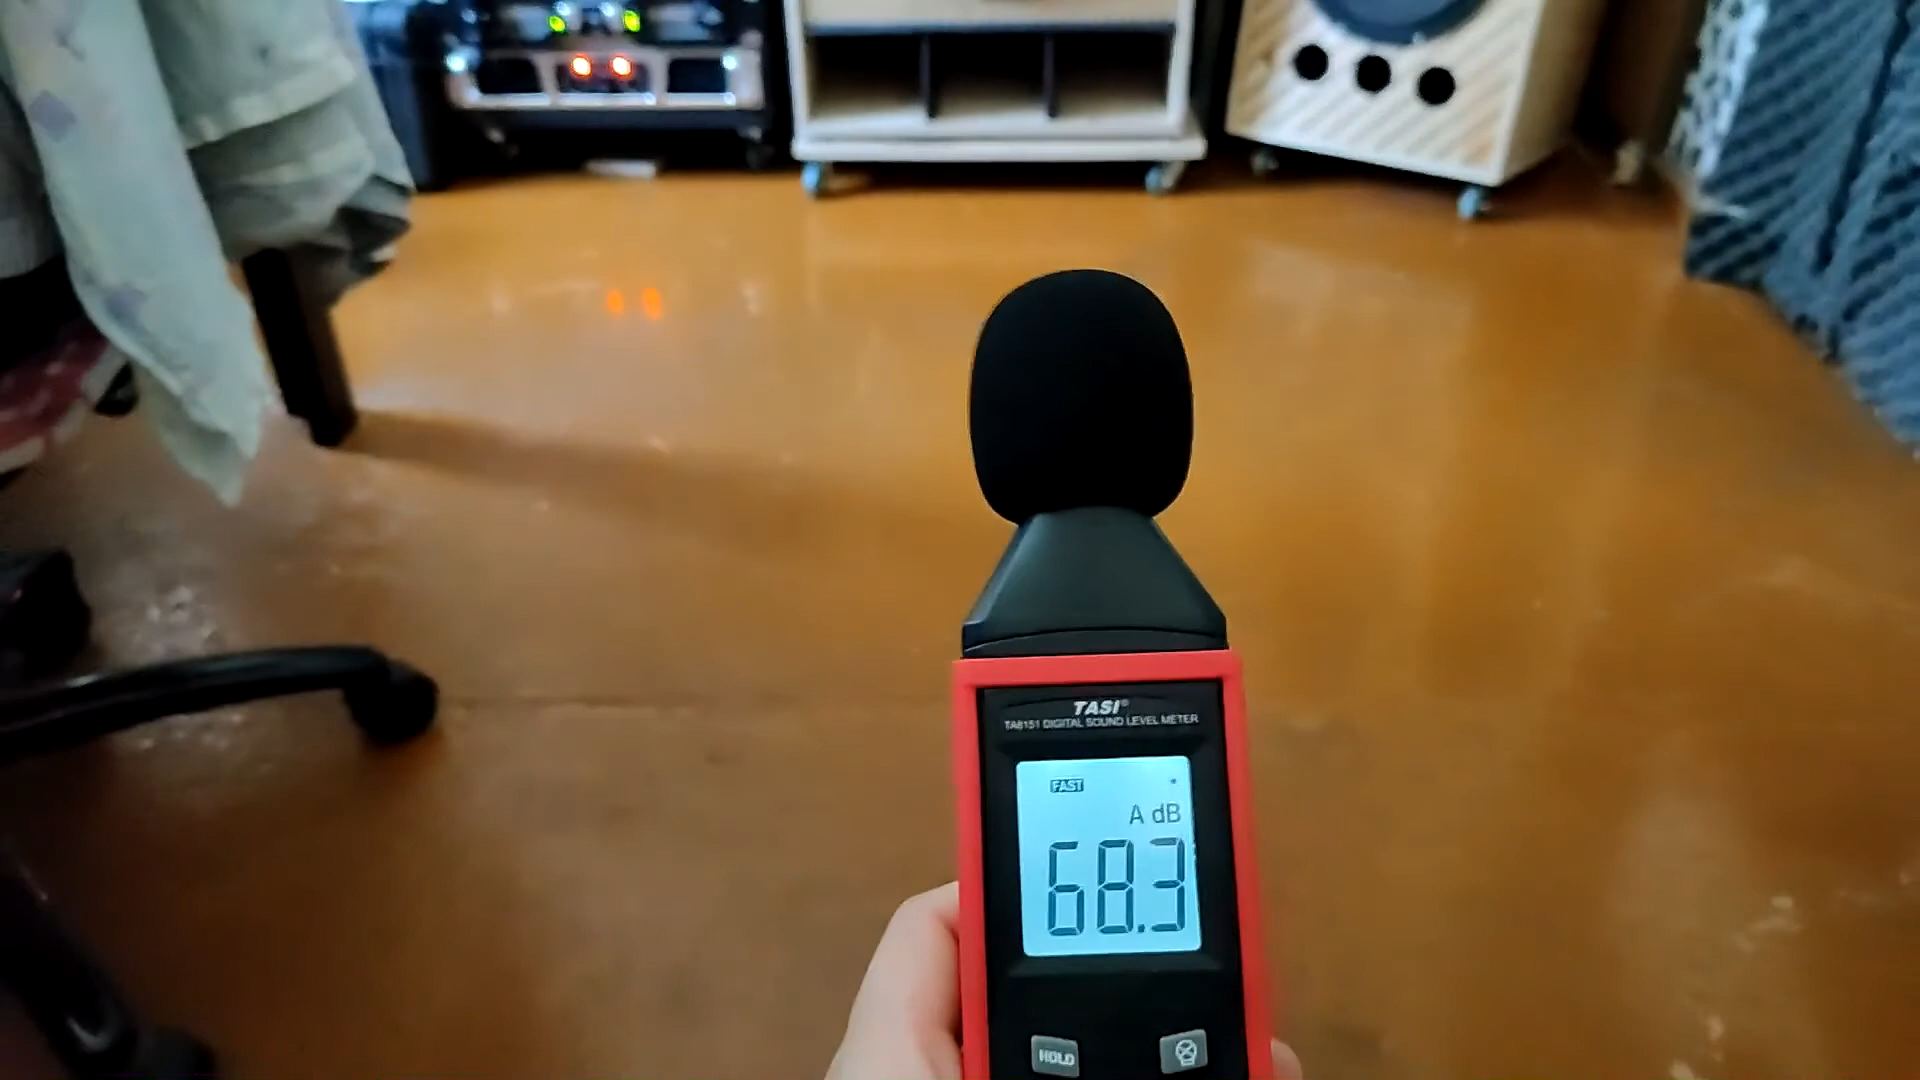 TASI®
TA8151 DIGITAL SOUND LEVEL METER
FAST
A dB
68.3
HOLD